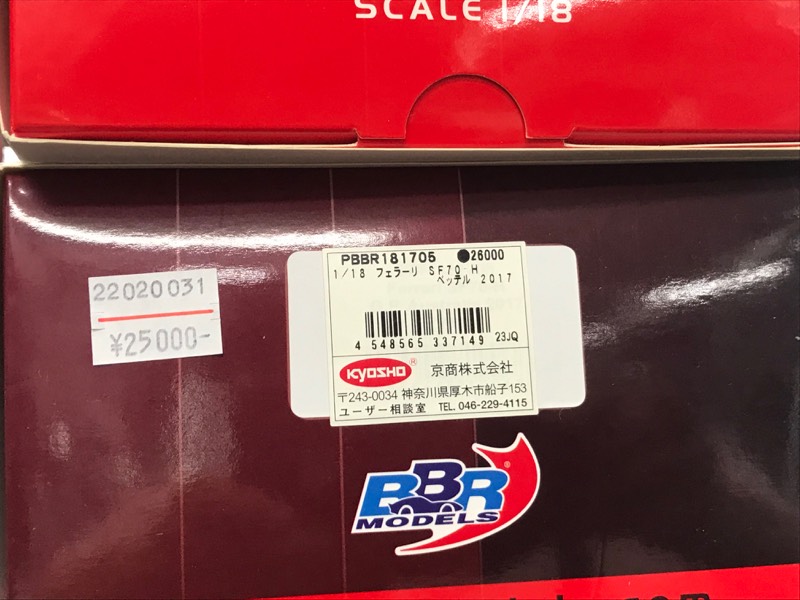 SCALE 1/18
22020031
¥25000-
PBBR181705 ●26000
1/18 フェラーリ SF70-H
ベッテル 2017
4 548565 337149 23JQ
KYOSHO ® 京商株式会社
〒243-0034 神奈川県厚木市船子153
ユーザー相談室 TEL. 046-229-4115
BBR ®
MODELS